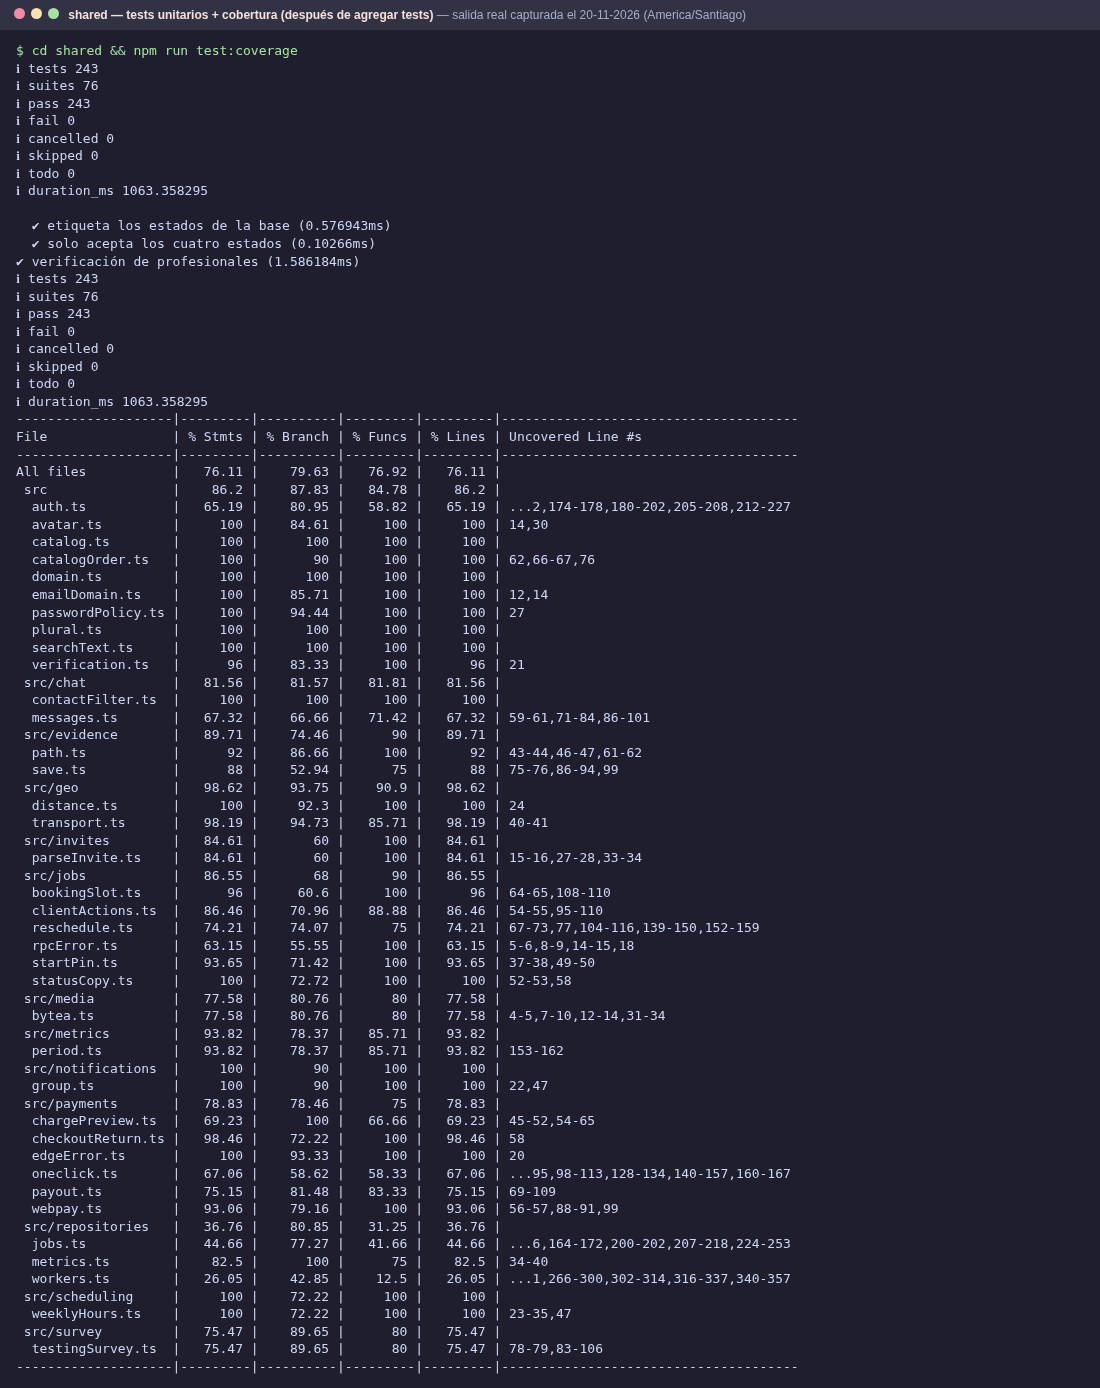 shared — tests unitarios + cobertura (después de agregar tests) — salida real capturada el 20-11-2026 (America/Santiago)
$ cd shared && npm run test:coverage
ℹ tests 243
ℹ suites 76
ℹ pass 243
ℹ fail 0
ℹ cancelled 0
ℹ skipped 0
ℹ todo 0
ℹ duration_ms 1063.358295

  ✔ etiqueta los estados de la base (0.576943ms)
  ✔ solo acepta los cuatro estados (0.10266ms)
✔ verificación de profesionales (1.586184ms)
ℹ tests 243
ℹ suites 76
ℹ pass 243
ℹ fail 0
ℹ cancelled 0
ℹ skipped 0
ℹ todo 0
ℹ duration_ms 1063.358295
--------------------|---------|----------|---------|---------|--------------------------------------
File                | % Stmts | % Branch | % Funcs | % Lines | Uncovered Line #s
--------------------|---------|----------|---------|---------|--------------------------------------
All files           |   76.11 |    79.63 |   76.92 |   76.11 |
 src                |    86.2 |    87.83 |   84.78 |    86.2 |
  auth.ts           |   65.19 |    80.95 |   58.82 |   65.19 | ...2,174-178,180-202,205-208,212-227
  avatar.ts         |     100 |    84.61 |     100 |     100 | 14,30
  catalog.ts        |     100 |      100 |     100 |     100 |
  catalogOrder.ts   |     100 |       90 |     100 |     100 | 62,66-67,76
  domain.ts         |     100 |      100 |     100 |     100 |
  emailDomain.ts    |     100 |    85.71 |     100 |     100 | 12,14
  passwordPolicy.ts |     100 |    94.44 |     100 |     100 | 27
  plural.ts         |     100 |      100 |     100 |     100 |
  searchText.ts     |     100 |      100 |     100 |     100 |
  verification.ts   |      96 |    83.33 |     100 |      96 | 21
 src/chat           |   81.56 |    81.57 |   81.81 |   81.56 |
  contactFilter.ts  |     100 |      100 |     100 |     100 |
  messages.ts       |   67.32 |    66.66 |   71.42 |   67.32 | 59-61,71-84,86-101
 src/evidence       |   89.71 |    74.46 |      90 |   89.71 |
  path.ts           |      92 |    86.66 |     100 |      92 | 43-44,46-47,61-62
  save.ts           |      88 |    52.94 |      75 |      88 | 75-76,86-94,99
 src/geo            |   98.62 |    93.75 |    90.9 |   98.62 |
  distance.ts       |     100 |     92.3 |     100 |     100 | 24
  transport.ts      |   98.19 |    94.73 |   85.71 |   98.19 | 40-41
 src/invites        |   84.61 |       60 |     100 |   84.61 |
  parseInvite.ts    |   84.61 |       60 |     100 |   84.61 | 15-16,27-28,33-34
 src/jobs           |   86.55 |       68 |      90 |   86.55 |
  bookingSlot.ts    |      96 |     60.6 |     100 |      96 | 64-65,108-110
  clientActions.ts  |   86.46 |    70.96 |   88.88 |   86.46 | 54-55,95-110
  reschedule.ts     |   74.21 |    74.07 |      75 |   74.21 | 67-73,77,104-116,139-150,152-159
  rpcError.ts       |   63.15 |    55.55 |     100 |   63.15 | 5-6,8-9,14-15,18
  startPin.ts       |   93.65 |    71.42 |     100 |   93.65 | 37-38,49-50
  statusCopy.ts     |     100 |    72.72 |     100 |     100 | 52-53,58
 src/media          |   77.58 |    80.76 |      80 |   77.58 |
  bytea.ts          |   77.58 |    80.76 |      80 |   77.58 | 4-5,7-10,12-14,31-34
 src/metrics        |   93.82 |    78.37 |   85.71 |   93.82 |
  period.ts         |   93.82 |    78.37 |   85.71 |   93.82 | 153-162
 src/notifications  |     100 |       90 |     100 |     100 |
  group.ts          |     100 |       90 |     100 |     100 | 22,47
 src/payments       |   78.83 |    78.46 |      75 |   78.83 |
  chargePreview.ts  |   69.23 |      100 |   66.66 |   69.23 | 45-52,54-65
  checkoutReturn.ts |   98.46 |    72.22 |     100 |   98.46 | 58
  edgeError.ts      |     100 |    93.33 |     100 |     100 | 20
  oneclick.ts       |   67.06 |    58.62 |   58.33 |   67.06 | ...95,98-113,128-134,140-157,160-167
  payout.ts         |   75.15 |    81.48 |   83.33 |   75.15 | 69-109
  webpay.ts         |   93.06 |    79.16 |     100 |   93.06 | 56-57,88-91,99
 src/repositories   |   36.76 |    80.85 |   31.25 |   36.76 |
  jobs.ts           |   44.66 |    77.27 |   41.66 |   44.66 | ...6,164-172,200-202,207-218,224-253
  metrics.ts        |    82.5 |      100 |      75 |    82.5 | 34-40
  workers.ts        |   26.05 |    42.85 |    12.5 |   26.05 | ...1,266-300,302-314,316-337,340-357
 src/scheduling     |     100 |    72.22 |     100 |     100 |
  weeklyHours.ts    |     100 |    72.22 |     100 |     100 | 23-35,47
 src/survey         |   75.47 |    89.65 |      80 |   75.47 |
  testingSurvey.ts  |   75.47 |    89.65 |      80 |   75.47 | 78-79,83-106
--------------------|---------|----------|---------|---------|--------------------------------------